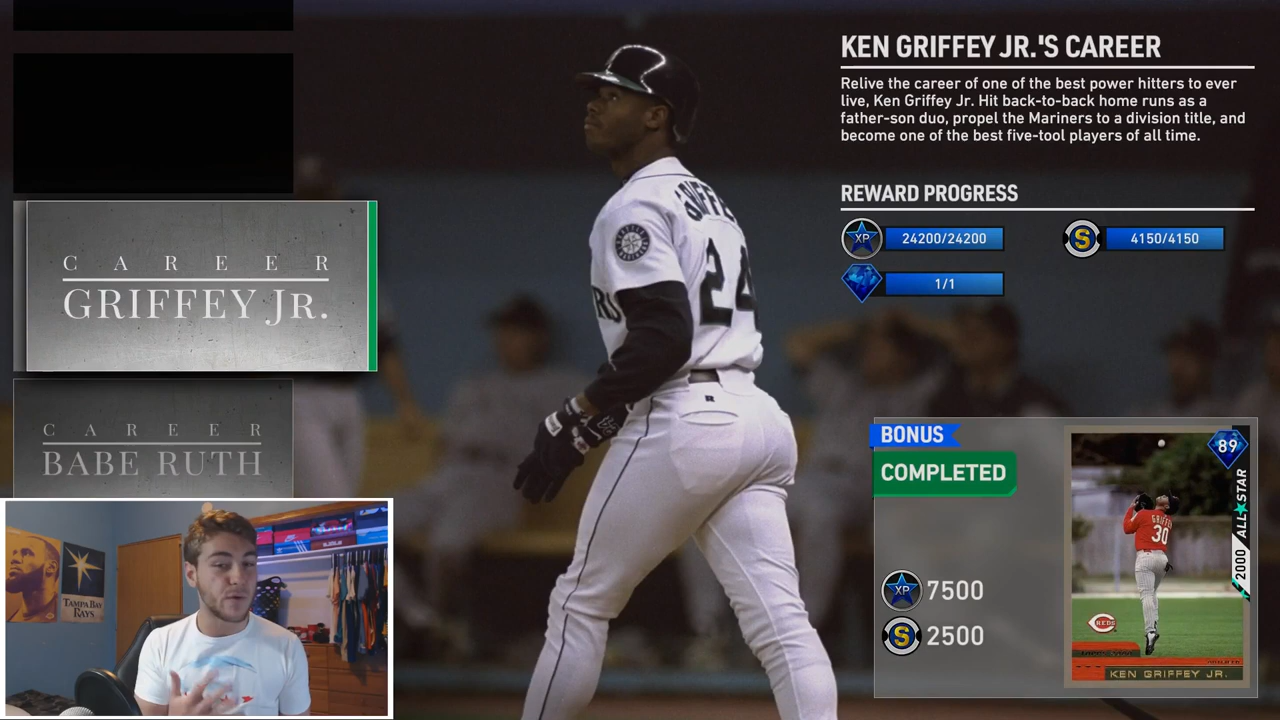 KEN GRIFFEY JR.'S CAREER
Relive the career of one of the best power hitters to ever
live, Ken Griffey Jr. Hit back-to-back home runs as a
father-son duo, propel the Mariners to a division title, and
become one of the best five-tool players of all time.
REWARD PROGRESS
XP
24200/24200
S
4150/4150
1/1
CAREER
GRIFFEY JR.
CAREER
BABE RUTH
GRIFFE
24
BONUS
COMPLETED
XP 7500
S 2500
89
2000 ALL★STAR
GRIFFE
30
REDS
KEN GRIFFEY JR.
TAMPA BAY
RAYS